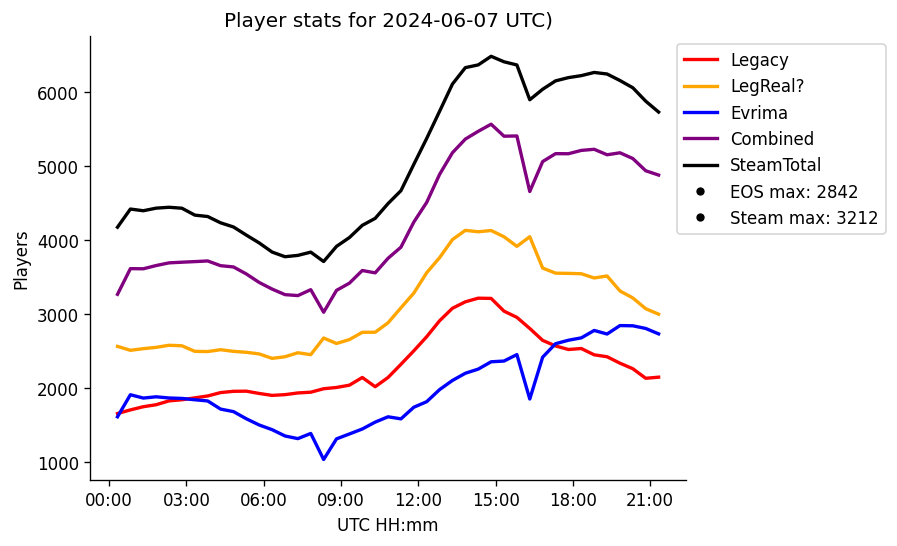 Player stats for 2024-06-07 UTC)
Legacy
LegReal?
Evrima
Combined
SteamTotal
EOS max: 2842
Steam max: 3212
Players
6000
5000
4000
3000
2000
1000
00:00 03:00 06:00 09:00 12:00 15:00 18:00 21:00
UTC HH:mm